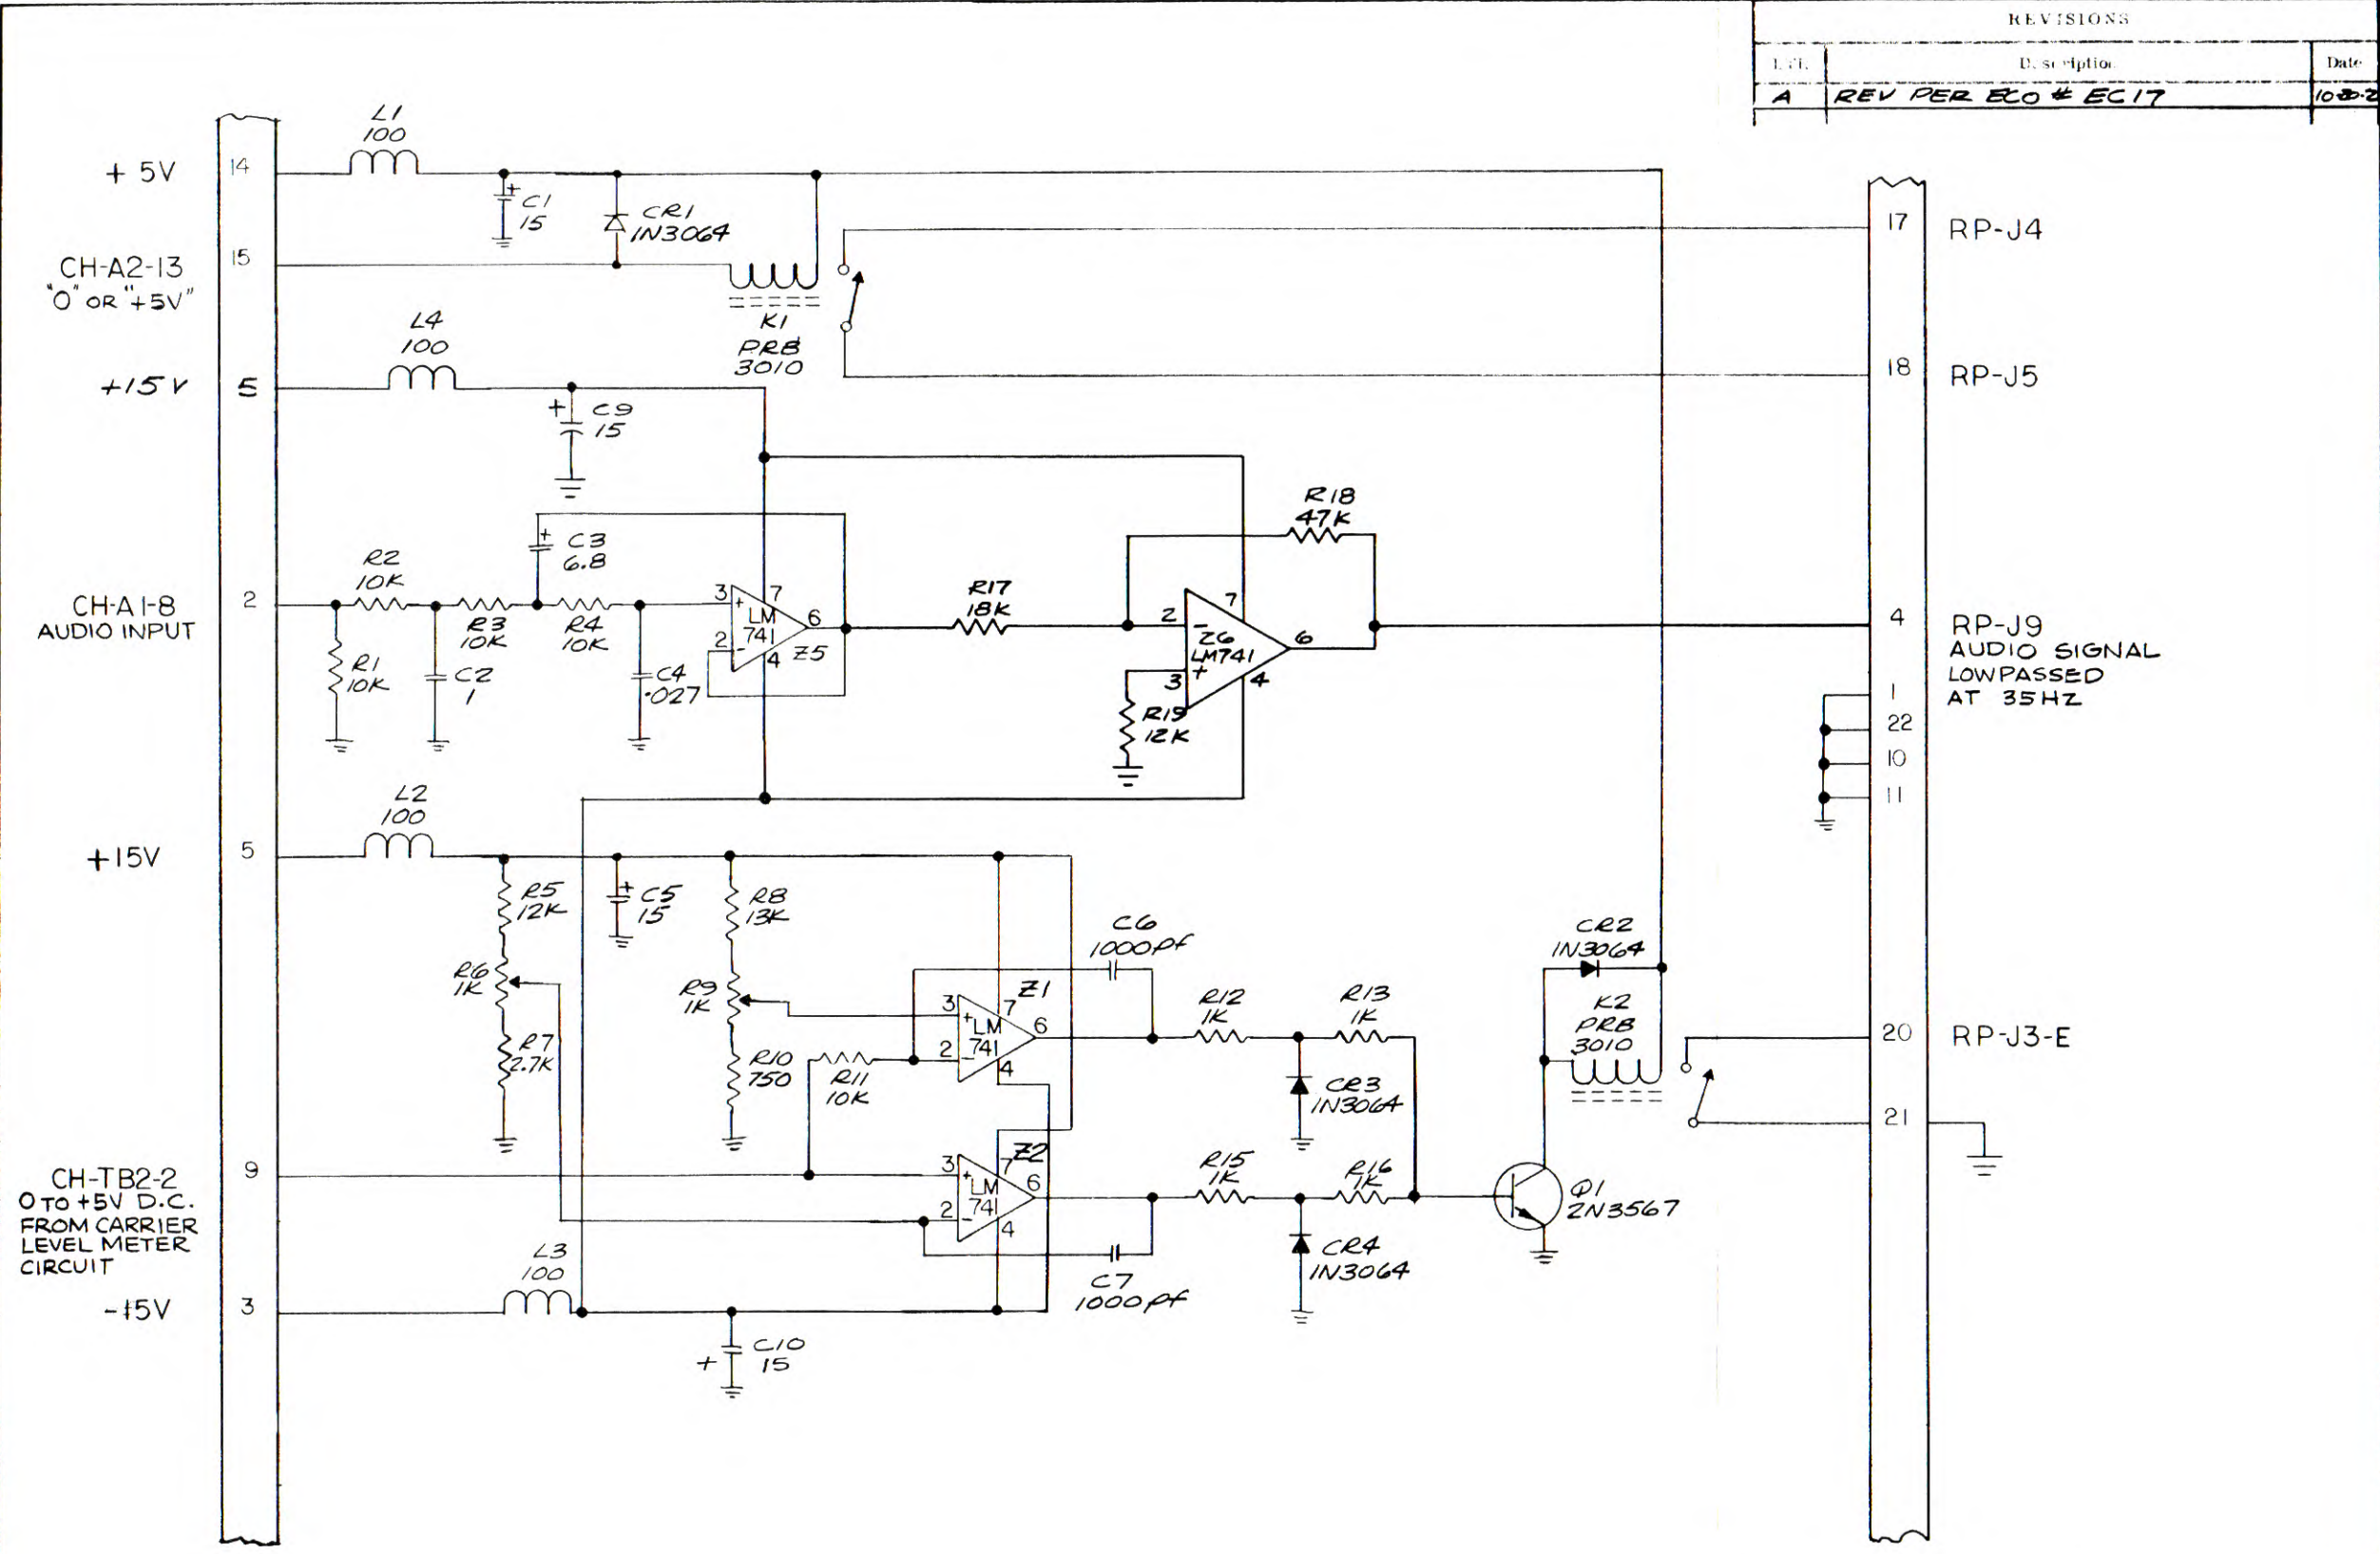 REVISIONS
Date
A REV PER ECO # EC17
+ 5V
14
L1
100
C1
15
CR1
1N3064
CH-A2-13
"O" OR "+5V"
15
K1
PRB
3010
17
RP-J4
18
RP-J5
+15V
5
L4
100
C9
15
CH-A1-8
AUDIO INPUT
2
R2
10K
R1
10K
C2
1
R3
10K
C3
6.8
R4
10K
C4
.027
3
+
7
LM
741
2
-
6
4
Z5
R17
18K
R18
47K
2
-
7
Z6
LM741
6
+
3
4
R19
12K
4
RP-J9
AUDIO SIGNAL
LOWPASSED
AT 35HZ
1
22
10
11
+15V
5
L2
100
R5
12K
R6
1K
R7
2.7K
C5
15
R8
13K
R9
1K
R10
750
R11
10K
C6
1000pf
3
+
7
Z1
LM
741
6
2
-
4
R12
1K
R13
1K
CR3
1N3064
CR2
1N3064
K2
PRB
3010
20
RP-J3-E
21
CH-TB2-2
0 TO +5V D.C.
FROM CARRIER
LEVEL METER
CIRCUIT
9
3
+
7
Z2
LM
741
6
2
-
4
C7
1000pf
R15
1K
R16
1K
CR4
1N3064
Q1
2N3567
-15V
3
L3
100
+
C10
15